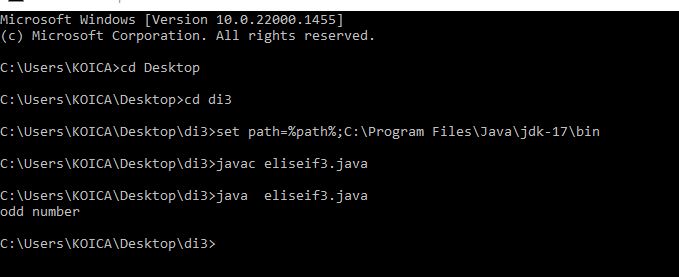 Microsoft Windows [Version 10.0.22000.1455]
(c) Microsoft Corporation. All rights reserved.
C:\Users\KOICA>cd Desktop
C:\Users\KOICA\Desktop>cd di3
C:\Users\KOICA\Desktop\di3>set path=%path%;C:\Program Files\Java\jdk-17\bin
C:\Users\KOICA\Desktop\di3>javac eliseif3.java
C:\Users\KOICA\Desktop\di3>java  eliseif3.java
odd number
C:\Users\KOICA\Desktop\di3>